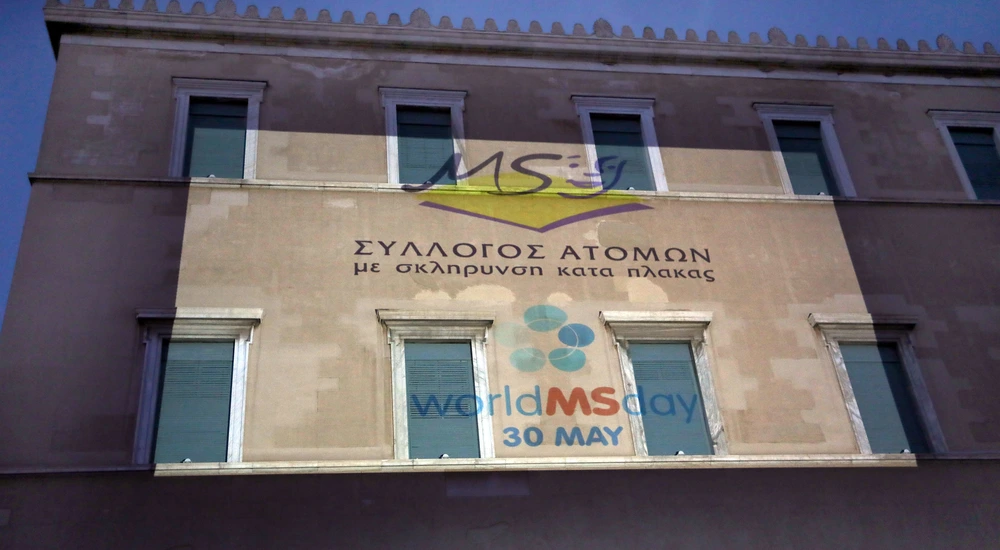 MS
ΣΥΛΛΟΓΟΣ ΑΤΟΜΩΝ
με σκληρυνση κατα πλακας
worldMSday
30 MAY